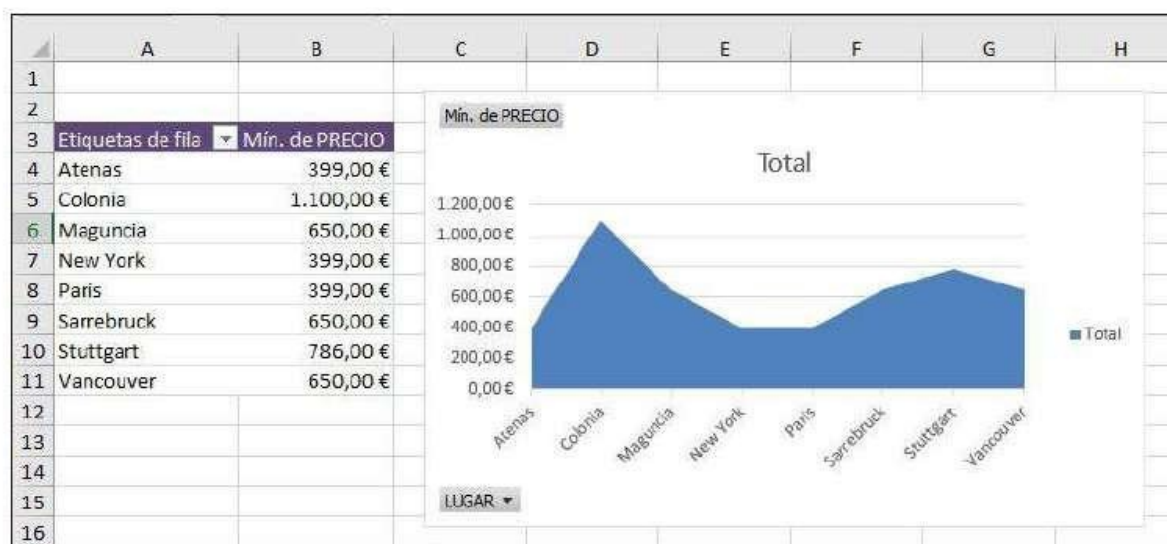 A B C D E F G H
1
2
3 Etiquetas de fila Mín. de PRECIO
4 Atenas 399,00 €
5 Colonia 1.100,00 €
6 Maguncia 650,00 €
7 New York 399,00 €
8 Paris 399,00 €
9 Sarrebruck 650,00 €
10 Stuttgart 786,00 €
11 Vancouver 650,00 €
12
13
14
15
16
Mín. de PRECIO
Total
1.200,00 €
1.000,00 €
800,00 €
600,00 €
400,00 €
200,00 €
0,00 €
Atenas Colonia Maguncia New York Paris Sarrebruck Stuttgart Vancouver
Total
LUGAR